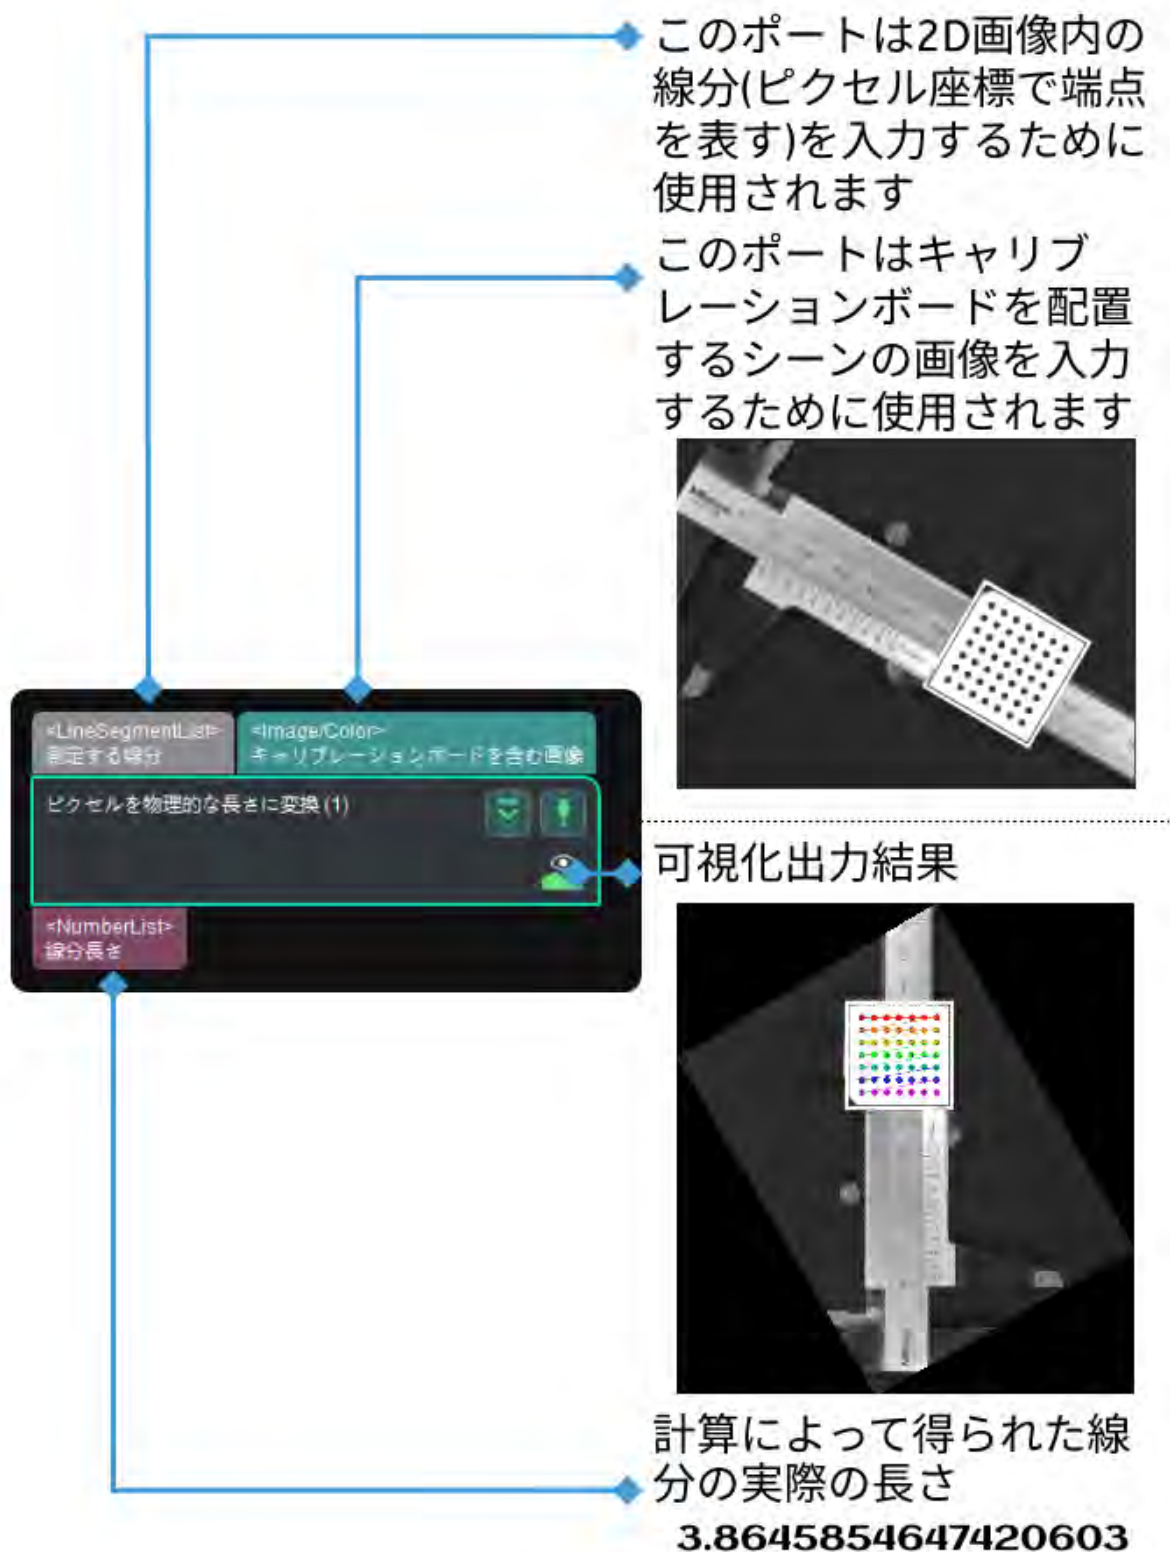 このポートは2D画像内の
線分(ピクセル座標で端点
を表す)を入力するために
使用されます
このポートはキャリブ
レーションボードを配置
するシーンの画像を入力
するために使用されます
<LineSegmentList>
測定する線分
<Image/Color>
キャリブレーションボードを含む画像
ピクセルを物理的な長さに変換 (1)
<NumberList>
線分長さ
可視化出力結果
計算によって得られた線
分の実際の長さ
3.86458854647420603